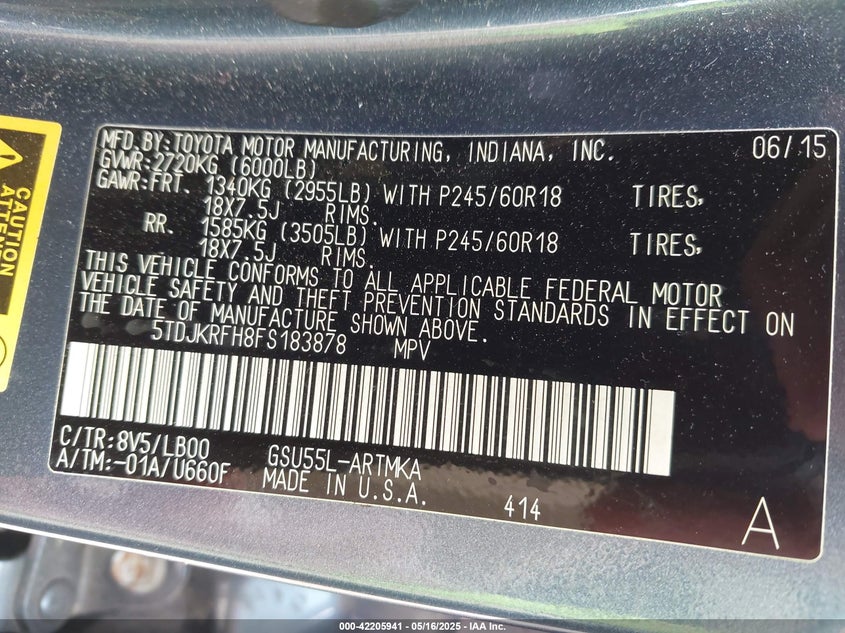 CAUTION
ATTEN
MFD.BY:TOYOTA MOTOR MANUFACTURING, INDIANA, INC. 06/15
GVWR:2720KG (6000LB)
GAWR:FRT. 1340KG (2955LB) WITH P245/60R18 TIRES,
18X7.5J RIMS.
RR. 1585KG (3505LB) WITH P245/60R18 TIRES,
18X7.5J RIMS.
THIS VEHICLE CONFORMS TO ALL APPLICABLE FEDERAL MOTOR
VEHICLE SAFETY AND THEFT PREVENTION STANDARDS IN EFFECT ON
THE DATE OF MANUFACTURE SHOWN ABOVE.
5TDJKRFH8FS183878 MPV
C/TR:8V5/LB00 GSU55L-ARTMKA
A/TM:-01A/U660F MADE IN U.S.A.
414
A
000-42205941 - 05/16/2025 - IAA Inc.